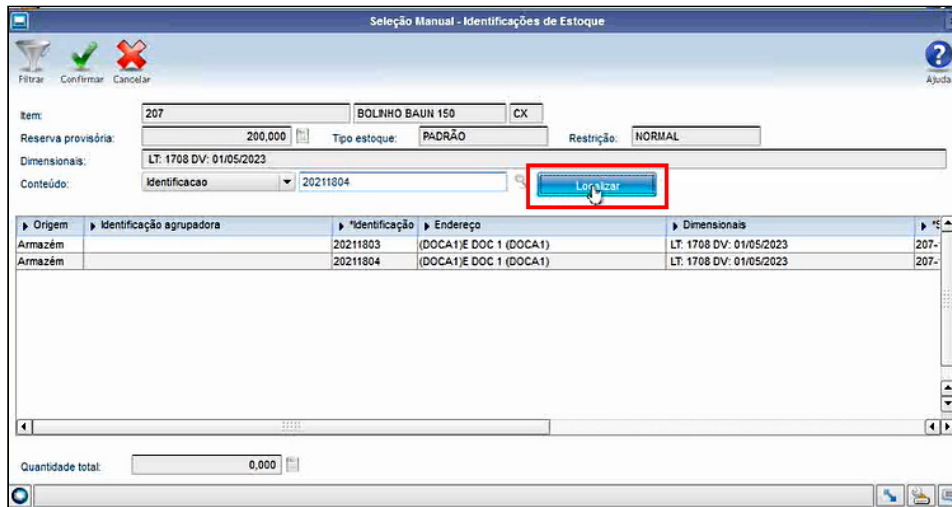 Seleção Manual - Identificações de Estoque
Filtrar Confirmar Cancelar Ajuda
Item: 207 BOLINHO BAUN 150 CX
Reserva provisória: 200,000 Tipo estoque: PADRÃO Restrição: NORMAL
Dimensionais: LT: 1708 DV: 01/05/2023
Conteúdo: Identificacao 20211804 Localizar
Origem Identificação agrupadora *Identificação Endereço Dimensionais
Armazém 20211803 (DOCA1)E DOC 1 (DOCA1) LT: 1708 DV: 01/05/2023 207-
Armazém 20211804 (DOCA1)E DOC 1 (DOCA1) LT: 1708 DV: 01/05/2023 207-
Quantidade total: 0,000